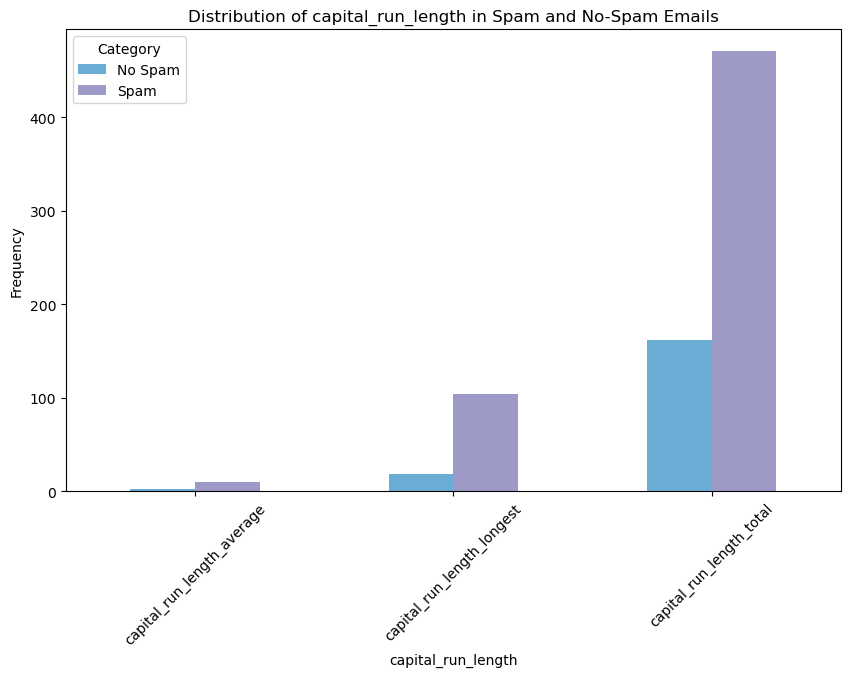 Distribution of capital_run_length in Spam and No-Spam Emails
Category
No Spam
Spam
Frequency
400
300
200
100
0
capital_run_length_average
capital_run_length_longest
capital_run_length_total
capital_run_length